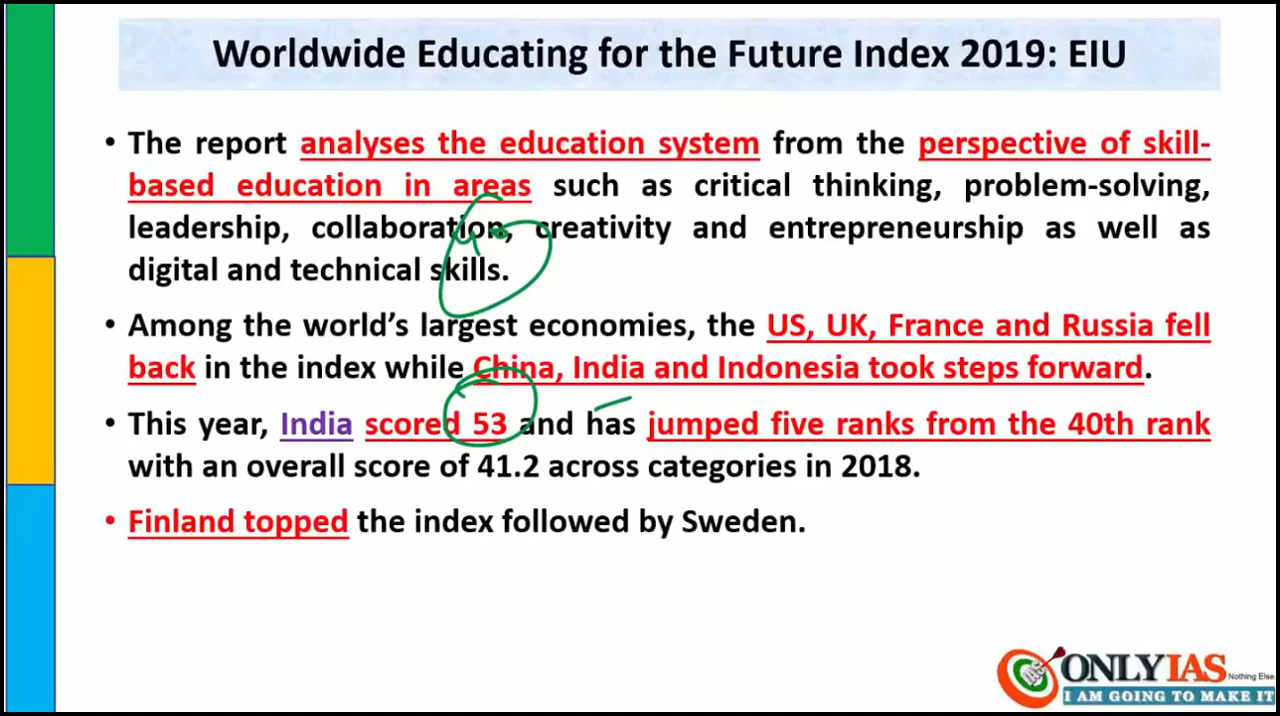 Worldwide Educating for the Future Index 2019: EIU
• The report analyses the education system from the perspective of skill-
based education in areas such as critical thinking, problem-solving,
leadership, collaboration, creativity and entrepreneurship as well as
digital and technical skills.
• Among the world's largest economies, the US, UK, France and Russia fell
back in the index while China, India and Indonesia took steps forward.
• This year, India scored 53 and has jumped five ranks from the 40th rank
with an overall score of 41.2 across categories in 2018.
• Finland topped the index followed by Sweden.
ONLYIAS Nothing Else.
I AM GOING TO MAKE IT